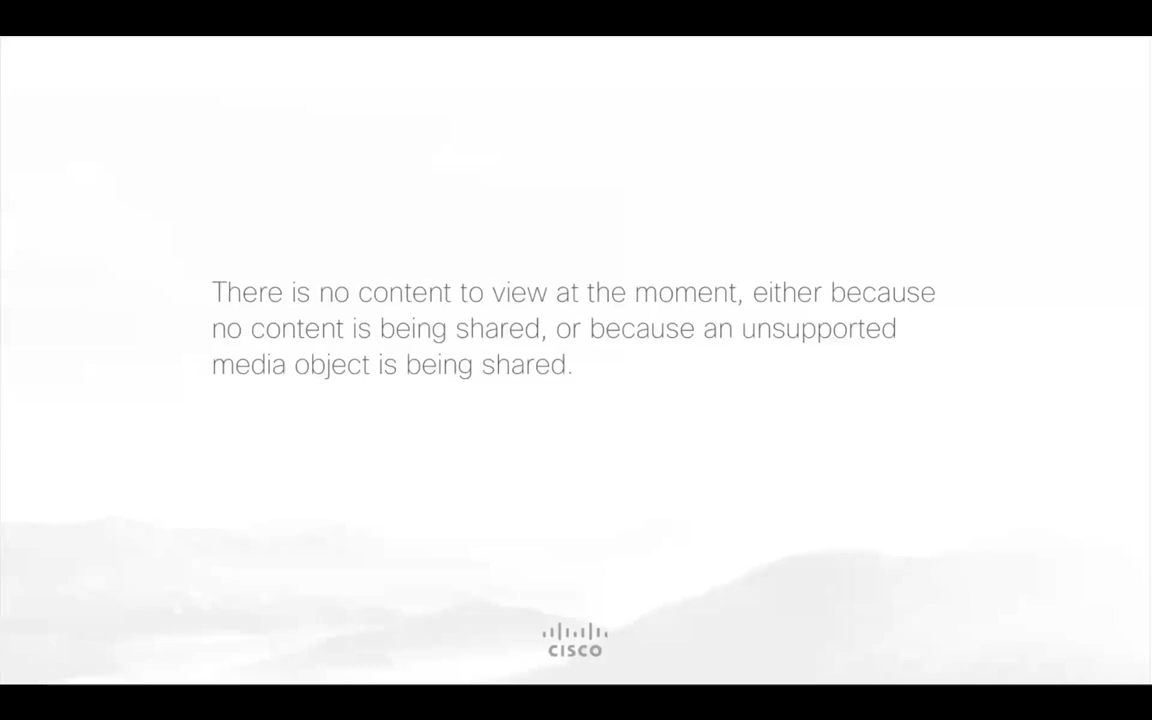 There is no content to view at the moment, either because
no content is being shared, or because an unsupported
media object is being shared.
CISCO